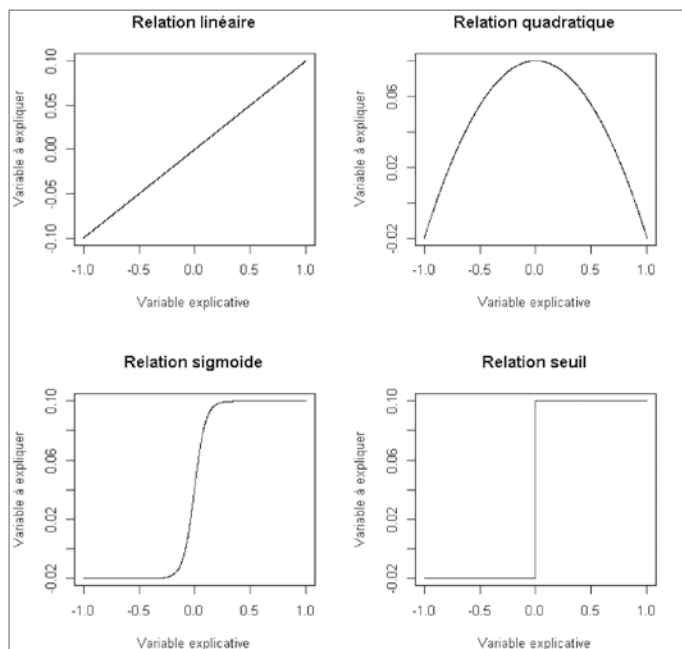 Relation linéaire
Variable à expliquer
0.10
0.05
0.00
-0.05
-0.10
-1.0 -0.5 0.0 0.5 1.0
Variable explicative
Relation quadratique
Variable à expliquer
0.06
0.02
-0.02
-1.0 -0.5 0.0 0.5 1.0
Variable explicative
Relation sigmoide
Variable à expliquer
0.10
0.06
0.02
-0.02
-1.0 -0.5 0.0 0.5 1.0
Variable explicative
Relation seuil
Variable à expliquer
0.10
0.06
0.02
-0.02
-1.0 -0.5 0.0 0.5 1.0
Variable explicative